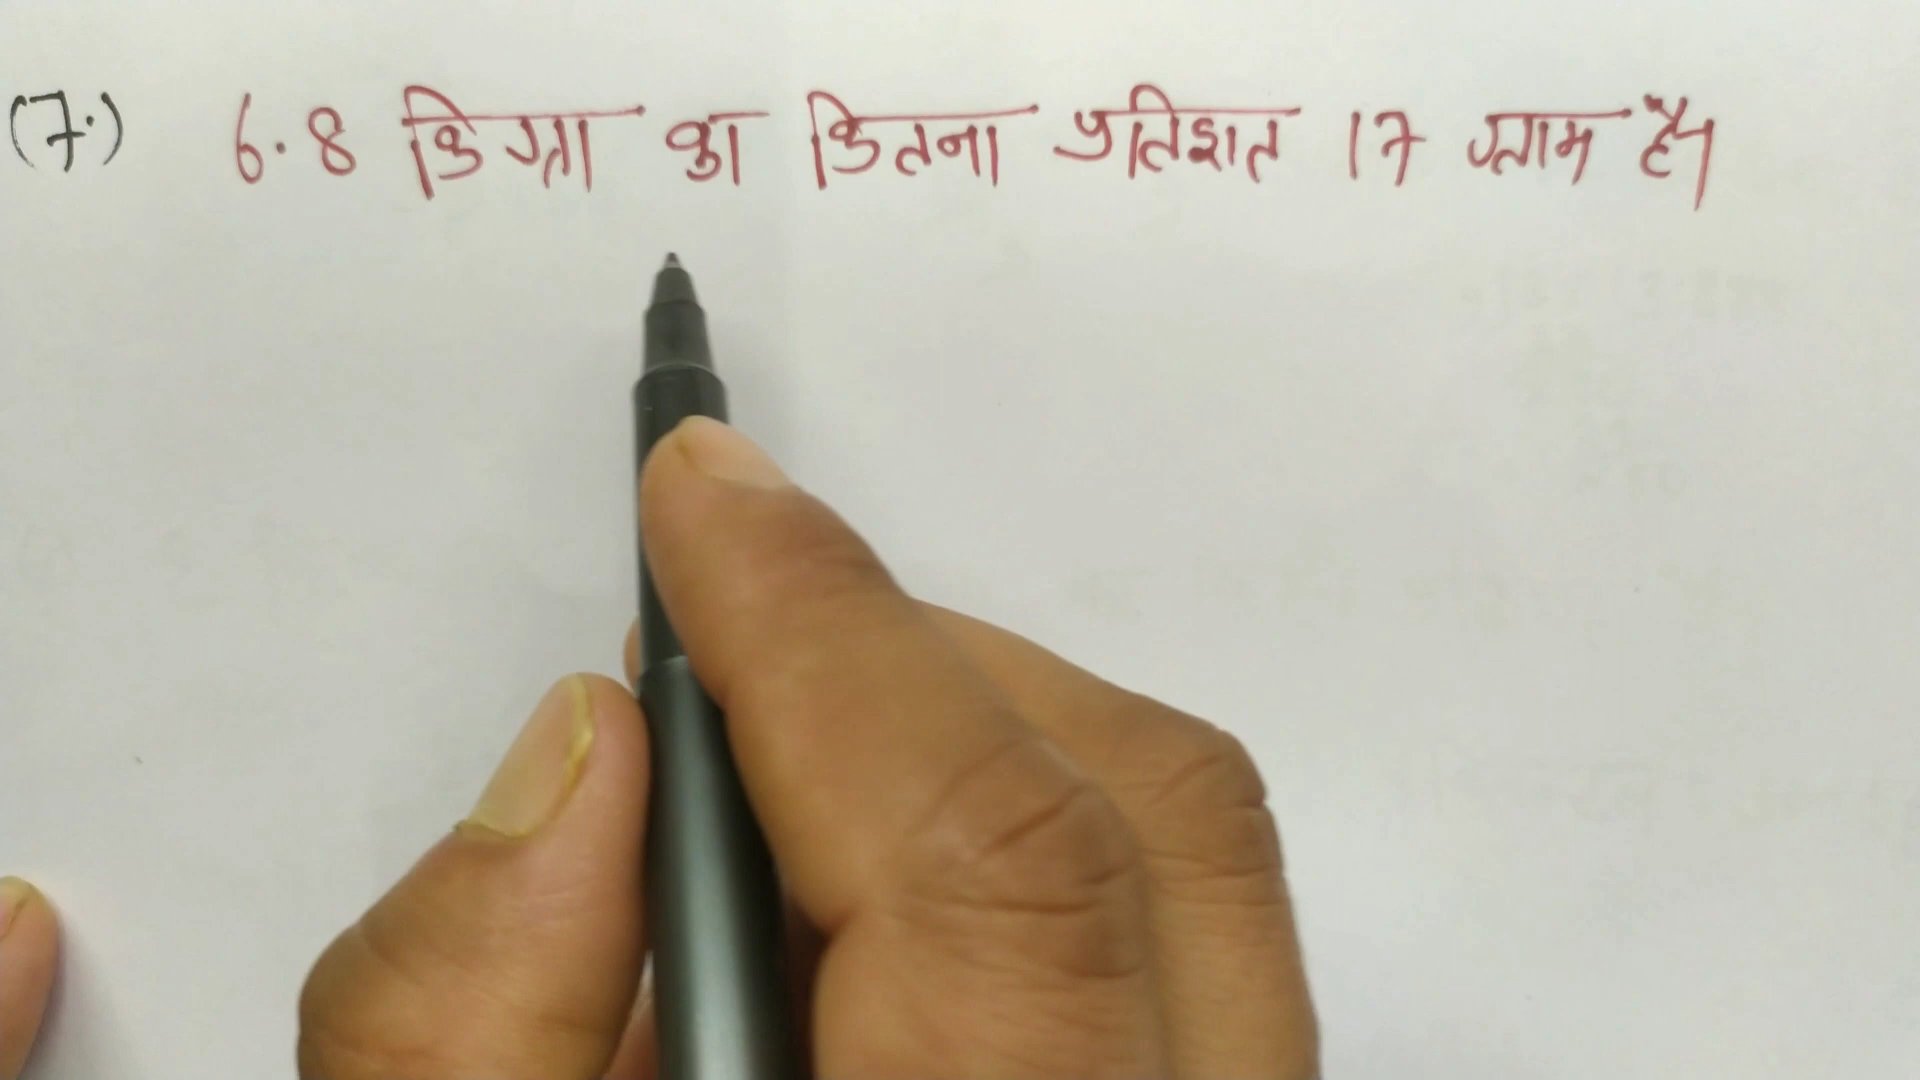 (7.) 6.8 किग्रा का कितना प्रतिशत 17 ग्राम है।